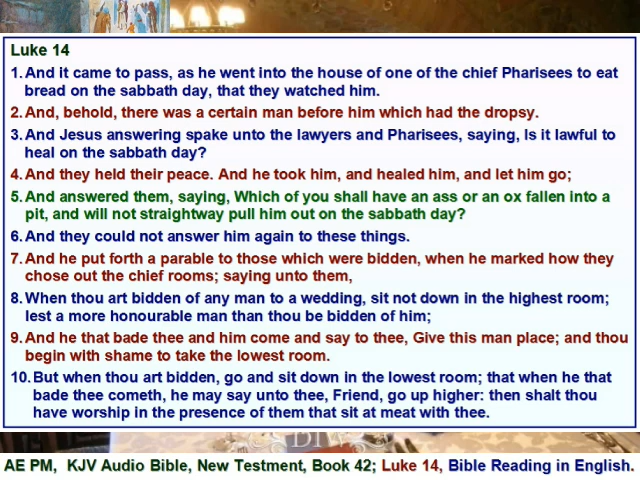 Luke 14
1. And it came to pass, as he went into the house of one of the chief Pharisees to eat
bread on the sabbath day, that they watched him.
2. And, behold, there was a certain man before him which had the dropsy.
3. And Jesus answering spake unto the lawyers and Pharisees, saying, Is it lawful to
heal on the sabbath day?
4. And they held their peace. And he took him, and healed him, and let him go;
5. And answered them, saying, Which of you shall have an ass or an ox fallen into a
pit, and will not straightway pull him out on the sabbath day?
6. And they could not answer him again to these things.
7. And he put forth a parable to those which were bidden, when he marked how they
chose out the chief rooms; saying unto them,
8. When thou art bidden of any man to a wedding, sit not down in the highest room;
lest a more honourable man than thou be bidden of him;
9. And he that bade thee and him come and say to thee, Give this man place; and thou
begin with shame to take the lowest room.
10. But when thou art bidden, go and sit down in the lowest room; that when he that
bade thee cometh, he may say unto thee, Friend, go up higher: then shalt thou
have worship in the presence of them that sit at meat with thee.
AE PM, KJV Audio Bible, New Testment, Book 42; Luke 14, Bible Reading in English.